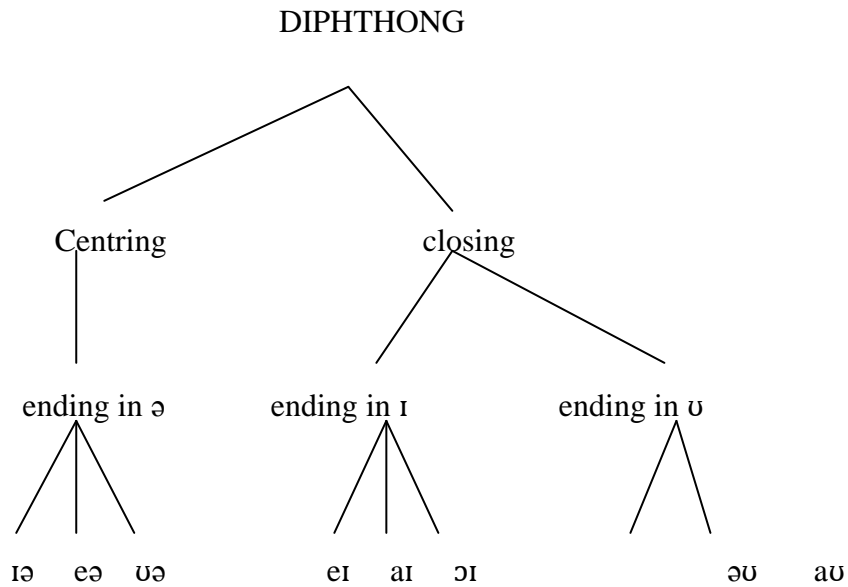 DIPHTHONG
Centring closing
ending in ə ending in ɪ ending in ʊ
ɪə eə ʊə eɪ aɪ ɔɪ əʊ aʊ